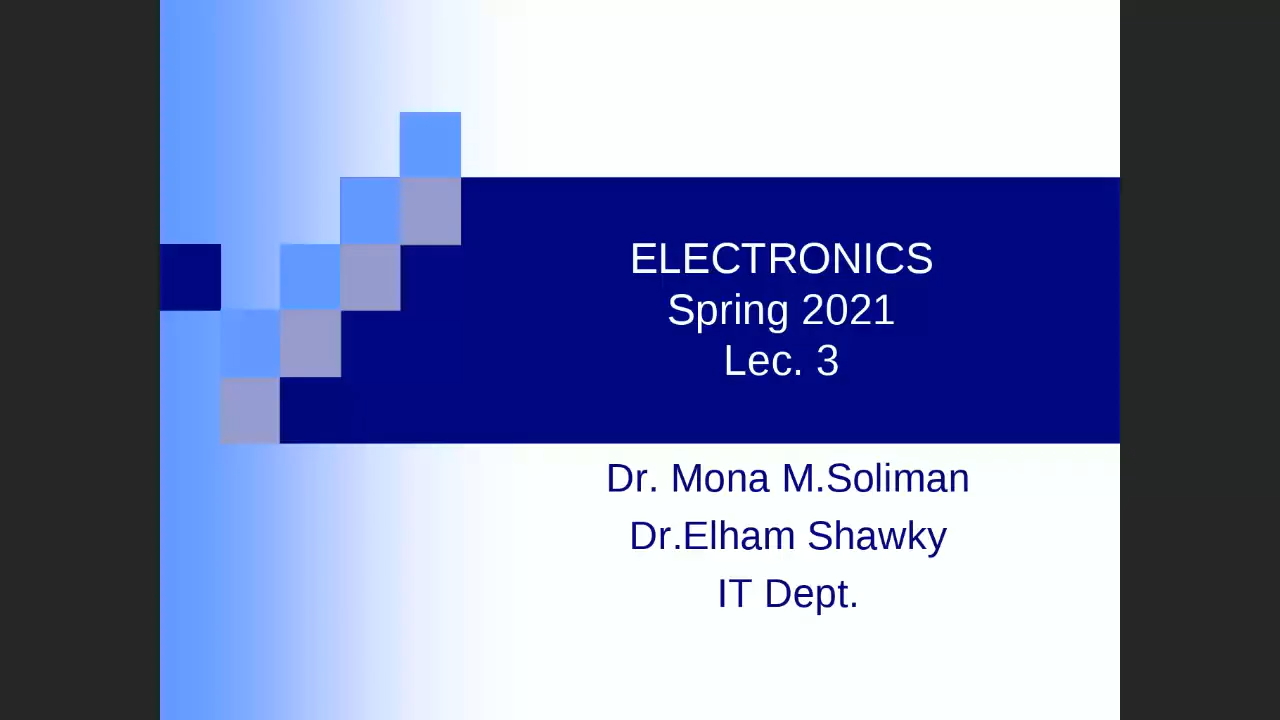 ELECTRONICS
Spring 2021
Lec. 3
Dr. Mona M.Soliman
Dr.Elham Shawky
IT Dept.